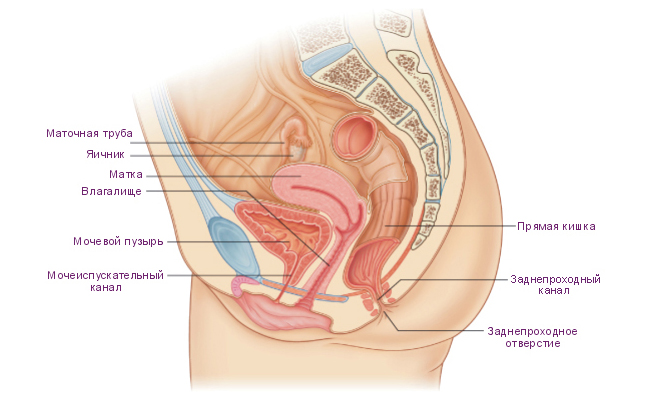 Маточная труба
Яичник
Матка
Влагалище
Мочевой пузырь
Мочеиспускательный
канал
Прямая кишка
Заднепроходный
канал
Заднепроходное
отверстие